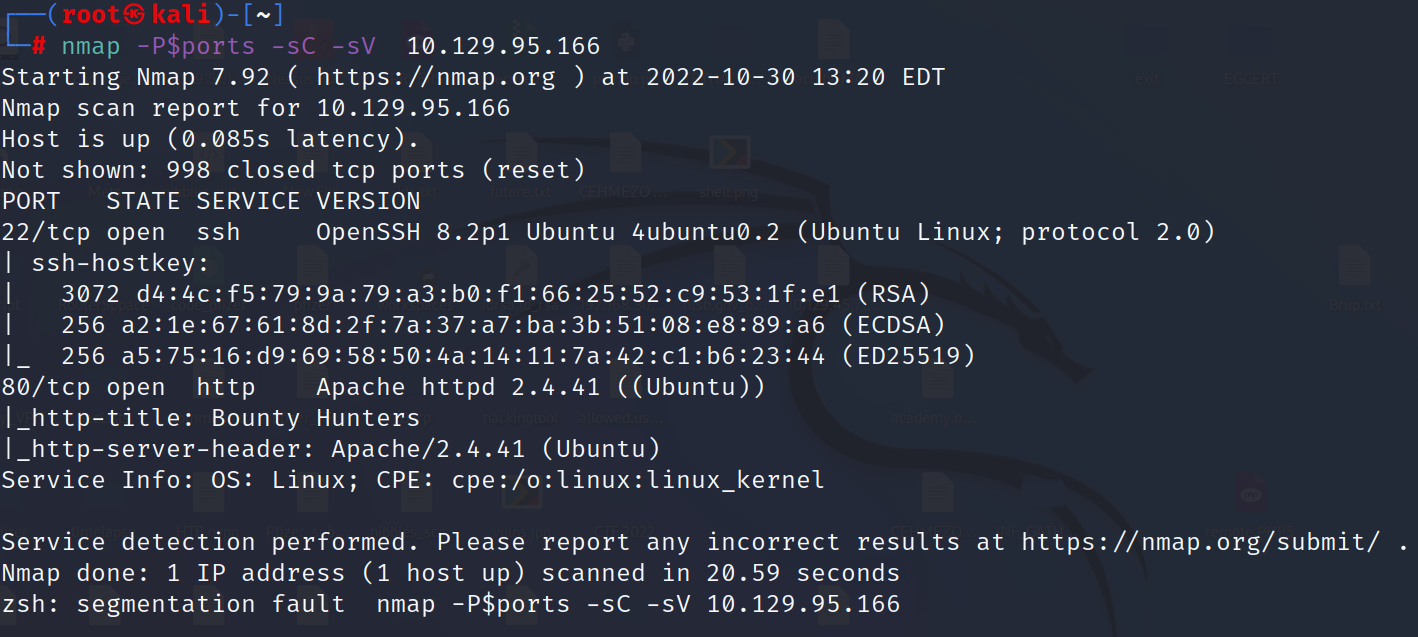 ┌──(root㉿kali)-[~]
└─# nmap -P$ports -sC -sV  10.129.95.166
Starting Nmap 7.92 ( https://nmap.org ) at 2022-10-30 13:20 EDT
Nmap scan report for 10.129.95.166
Host is up (0.085s latency).
Not shown: 998 closed tcp ports (reset)
PORT   STATE SERVICE VERSION
22/tcp open  ssh     OpenSSH 8.2p1 Ubuntu 4ubuntu0.2 (Ubuntu Linux; protocol 2.0)
| ssh-hostkey:
|   3072 d4:4c:f5:79:9a:79:a3:b0:f1:66:25:52:c9:53:1f:e1 (RSA)
|   256 a2:1e:67:61:8d:2f:7a:37:a7:ba:3b:51:08:e8:89:a6 (ECDSA)
|_  256 a5:75:16:d9:69:58:50:4a:14:11:7a:42:c1:b6:23:44 (ED25519)
80/tcp open  http    Apache httpd 2.4.41 ((Ubuntu))
|_http-title: Bounty Hunters
|_http-server-header: Apache/2.4.41 (Ubuntu)
Service Info: OS: Linux; CPE: cpe:/o:linux:linux_kernel

Service detection performed. Please report any incorrect results at https://nmap.org/submit/ .
Nmap done: 1 IP address (1 host up) scanned in 20.59 seconds
zsh: segmentation fault  nmap -P$ports -sC -sV 10.129.95.166